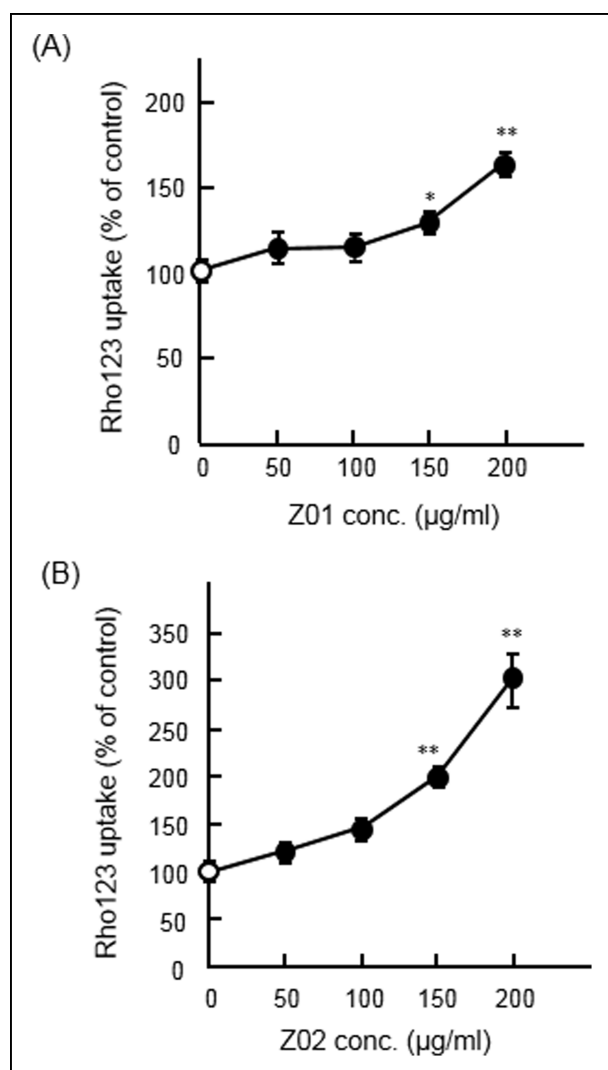 (A)
Rho123 uptake (% of control)
200
150
100
50
0
*
**
0 50 100 150 200
Z01 conc. (µg/ml)
(B)
Rho123 uptake (% of control)
350
300
250
200
150
100
50
0
**
**
0 50 100 150 200
Z02 conc. (µg/ml)